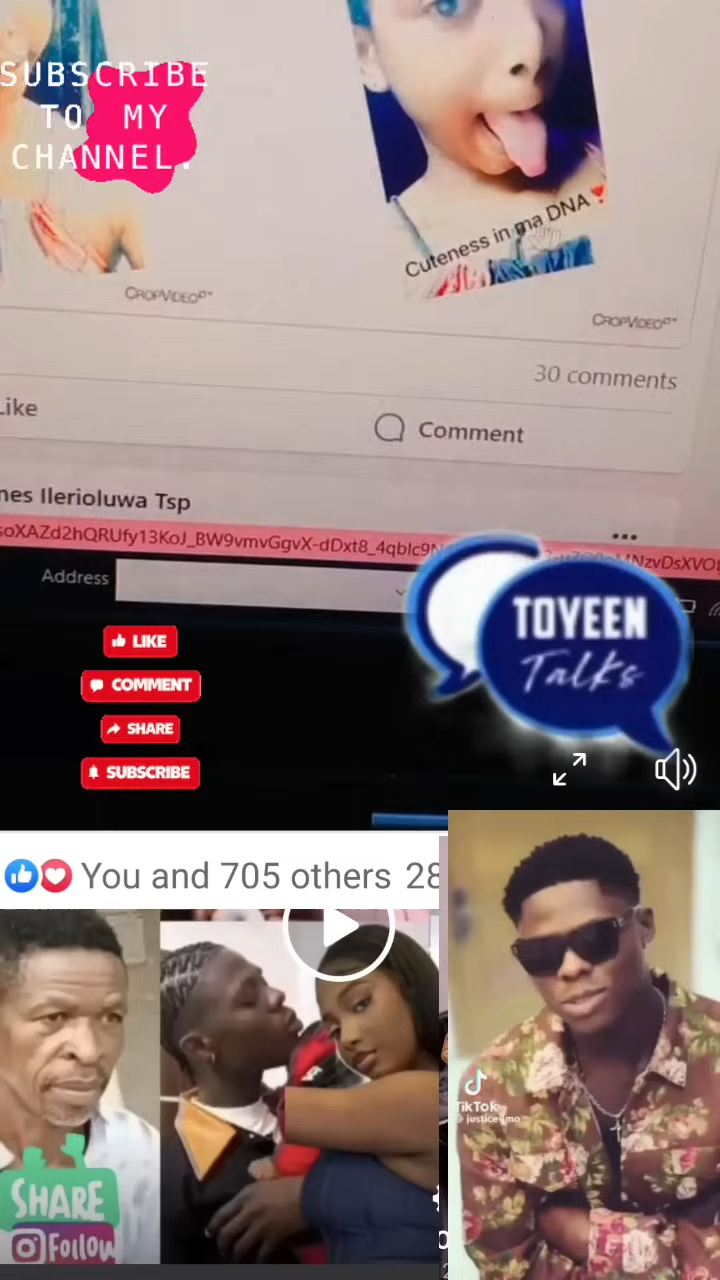 SUBSCRIBE
TO MY
CHANNEL.
Cuteness in ma DNA
CROPVIDEO
CROPVIDEO
30 comments
Like
Comment
nes Ilerioluwa Tsp
Address
TOYEEN
Talks
LIKE
COMMENT
SHARE
SUBSCRIBE
You and 705 others 28
TikTok
SHARE
Follow